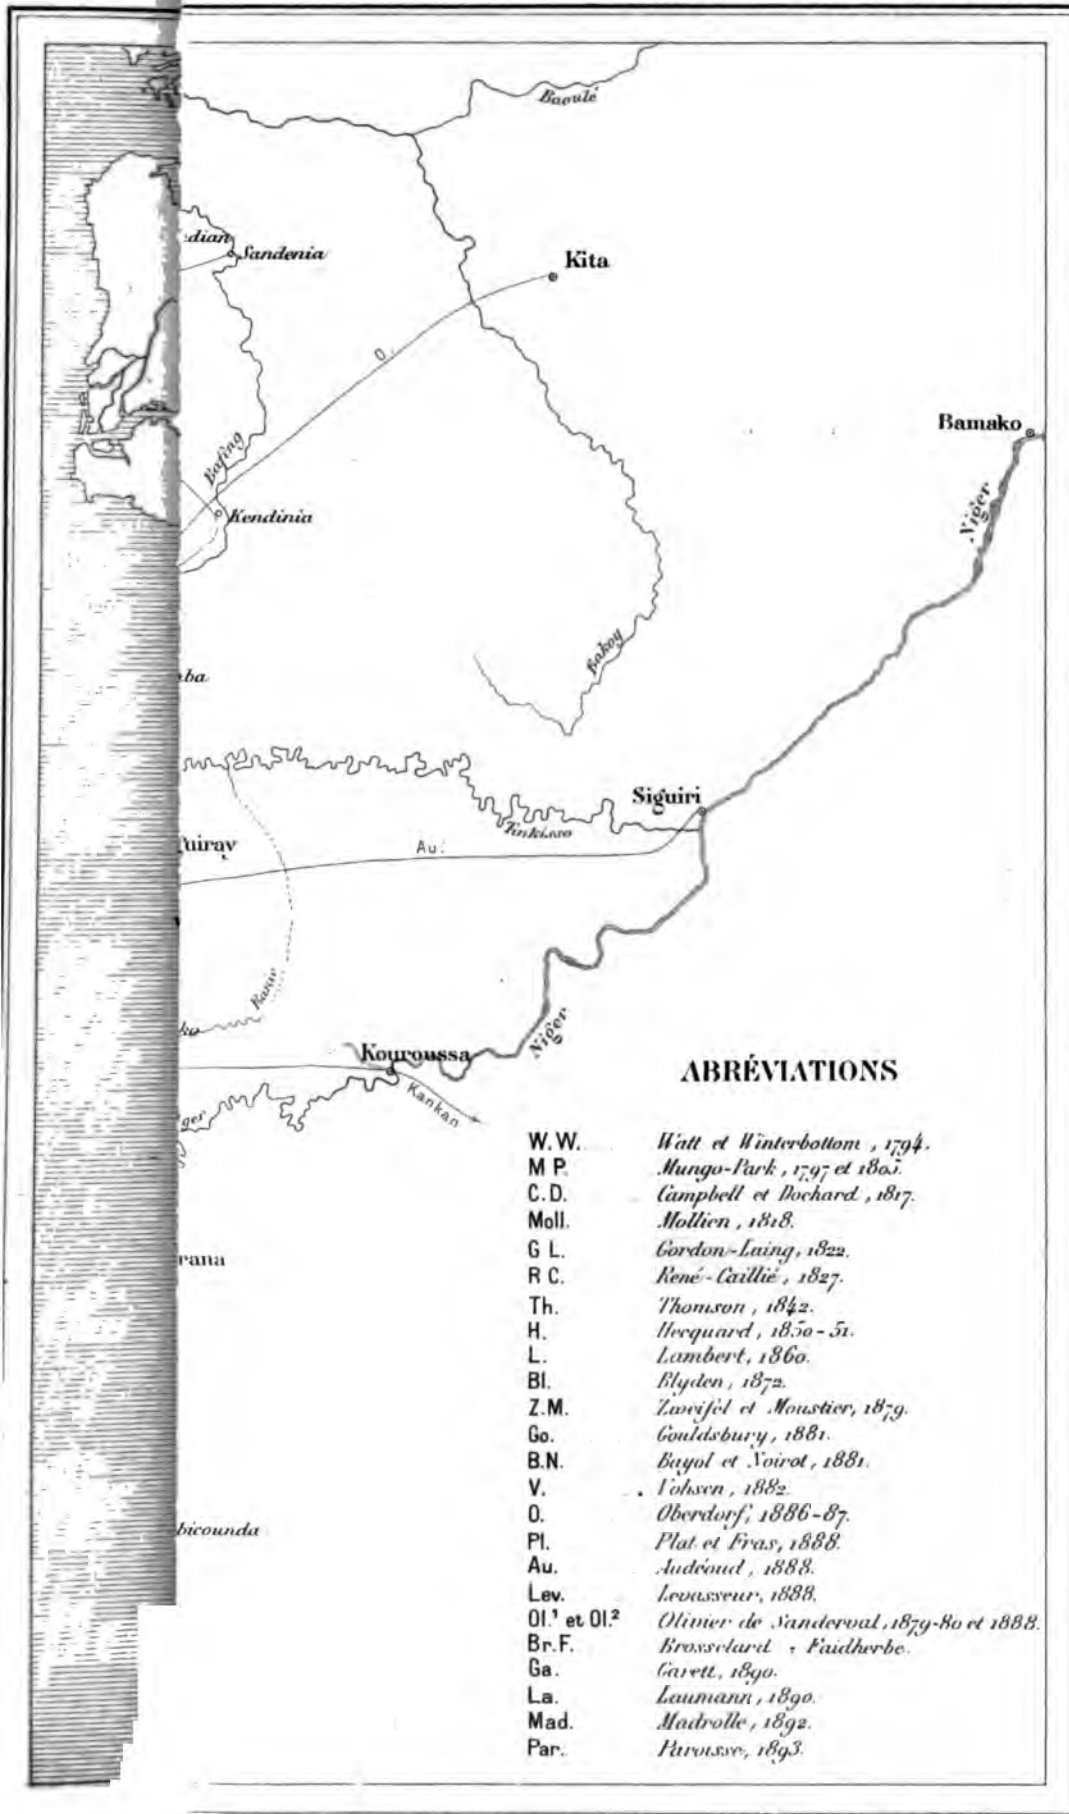 Baoulé
Sandenia
Kita
O.
Bamako
Bafing
Niger
Kendinia
Bakoy
Siguiri
Tinkisso
Au.
Kouroussa
Niger
Kankan
ABRÉVIATIONS
W.W. Watt et Winterbottom, 1794.
M P. Mungo-Park, 1797 et 1805.
C.D. Campbell et Dochard, 1817.
Moll. Mollien, 1818.
G L. Gordon-Laing, 1822.
R C. René-Caillié, 1827.
Th. Thomson, 1842.
H. Hecquard, 1850-51.
L. Lambert, 1860.
Bl. Blyden, 1872.
Z.M. Zweifel et Moustier, 1879.
Go. Gouldsbury, 1881.
B.N. Bayol et Noirot, 1881.
V. Vohsen, 1882.
O. Oberdorf, 1886-87.
Pl. Plat et Fras, 1888.
Au. Audéoud, 1888.
Lev. Levasseur, 1888.
Ol.¹ et Ol.² Olivier de Sanderval, 1879-80 et 1888.
Br.F. Brosselard - Faidherbe.
Ga. Garett, 1890.
La. Laumann, 1890.
Mad. Madrolle, 1892.
Par. Paroisse, 1893.